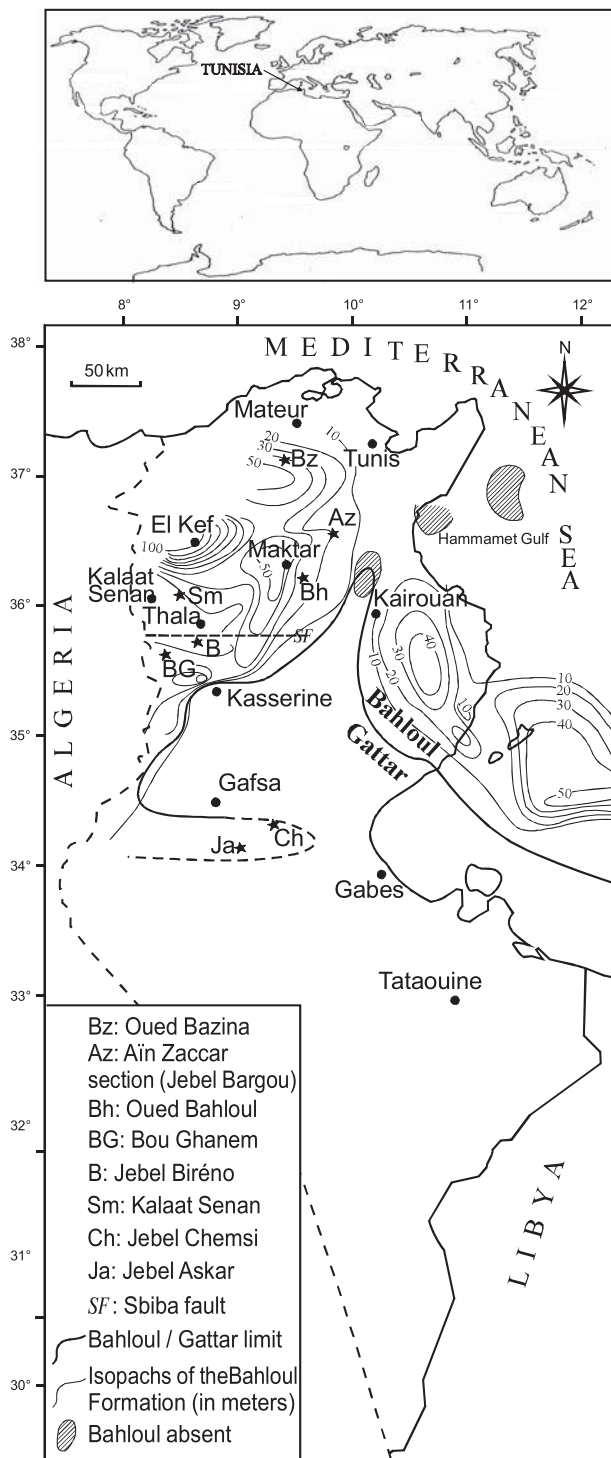 TUNISIA
8° 9° 10° 11° 12°
38°
37°
36°
35°
34°
33°
32°
31°
30°
50 km
MEDITERRANEAN SEA
N
Mateur
Tunis
Bz
10
20
30
50
El Kef
100
Az
Hammamet Gulf
Maktar
50
Kalaat
Senan
Sm
Bh
Thala
Kairouan
SF
B
BG
40
30
20
10
10
Kasserine
Bahloul
Gattar
10
20
30
40
50
ALGERIA
Gafsa
Ch
Ja
Gabes
Tataouine
LIBYA
Bz: Oued Bazina
Az: Aïn Zaccar
section (Jebel Bargou)
Bh: Oued Bahloul
BG: Bou Ghanem
B: Jebel Biréno
Sm: Kalaat Senan
Ch: Jebel Chemsi
Ja: Jebel Askar
SF: Sbiba fault
Bahloul / Gattar limit
Isopachs of theBahloul
Formation (in meters)
Bahloul absent